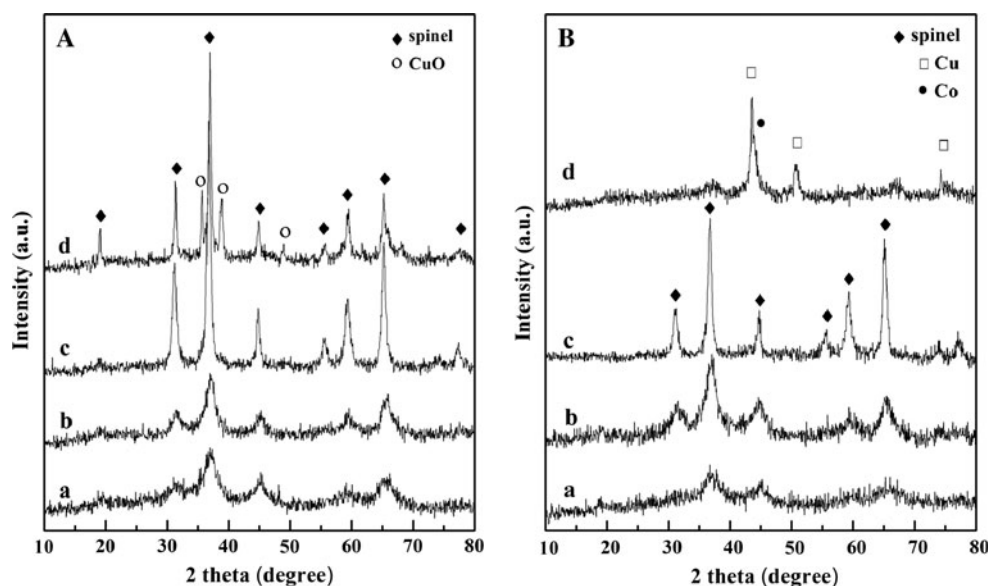 A
◆ spinel
○ CuO
d
c
b
a
Intensity (a.u.)
10 20 30 40 50 60 70 80
2 theta (degree)
B
◆ spinel
□ Cu
● Co
d
c
b
a
Intensity (a.u.)
10 20 30 40 50 60 70 80
2 theta (degree)